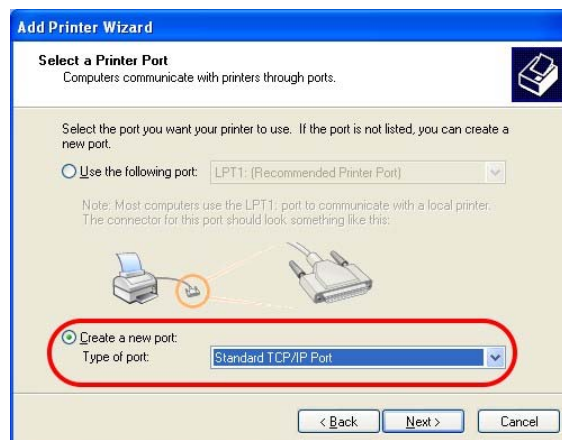 Add Printer Wizard
Select a Printer Port
Computers communicate with printers through ports.
Select the port you want your printer to use. If the port is not listed, you can create a
new port.
Use the following port:
LPT1: (Recommended Printer Port)
Note: Most computers use the LPT1: port to communicate with a local printer.
The connector for this port should look something like this:
Create a new port:
Type of port:
Standard TCP/IP Port
< Back
Next >
Cancel